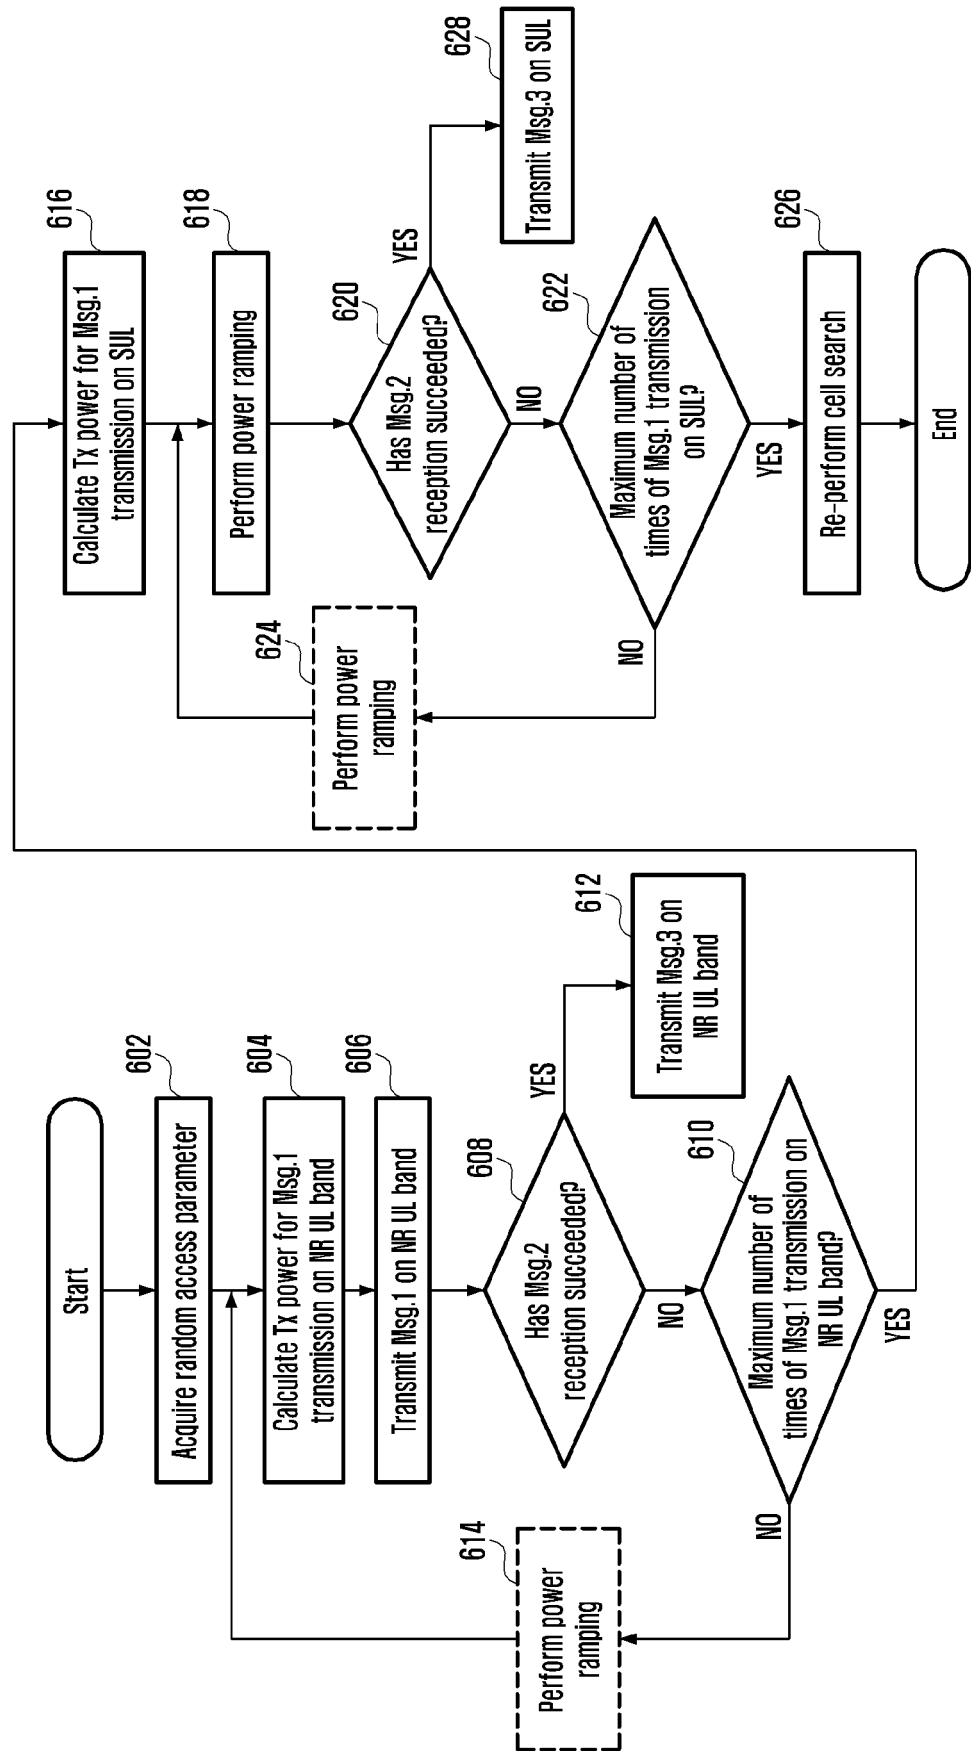 Start
602
Acquire random access parameter
604
Calculate Tx power for Msg.1
transmission on NR UL band
606
Transmit Msg.1 on NR UL band
608
Has Msg.2
reception succeeded?
YES
612
Transmit Msg.3 on
NR UL band
NO
610
Maximum number of
times of Msg.1 transmission on
NR UL band?
NO
614
Perform power
ramping
YES
616
Calculate Tx power for Msg.1
transmission on SUL
618
Perform power ramping
620
Has Msg.2
reception succeeded?
YES
628
Transmit Msg.3 on SUL
NO
622
Maximum number of
times of Msg.1 transmission
on SUL?
NO
624
Perform power
ramping
YES
626
Re-perform cell search
End